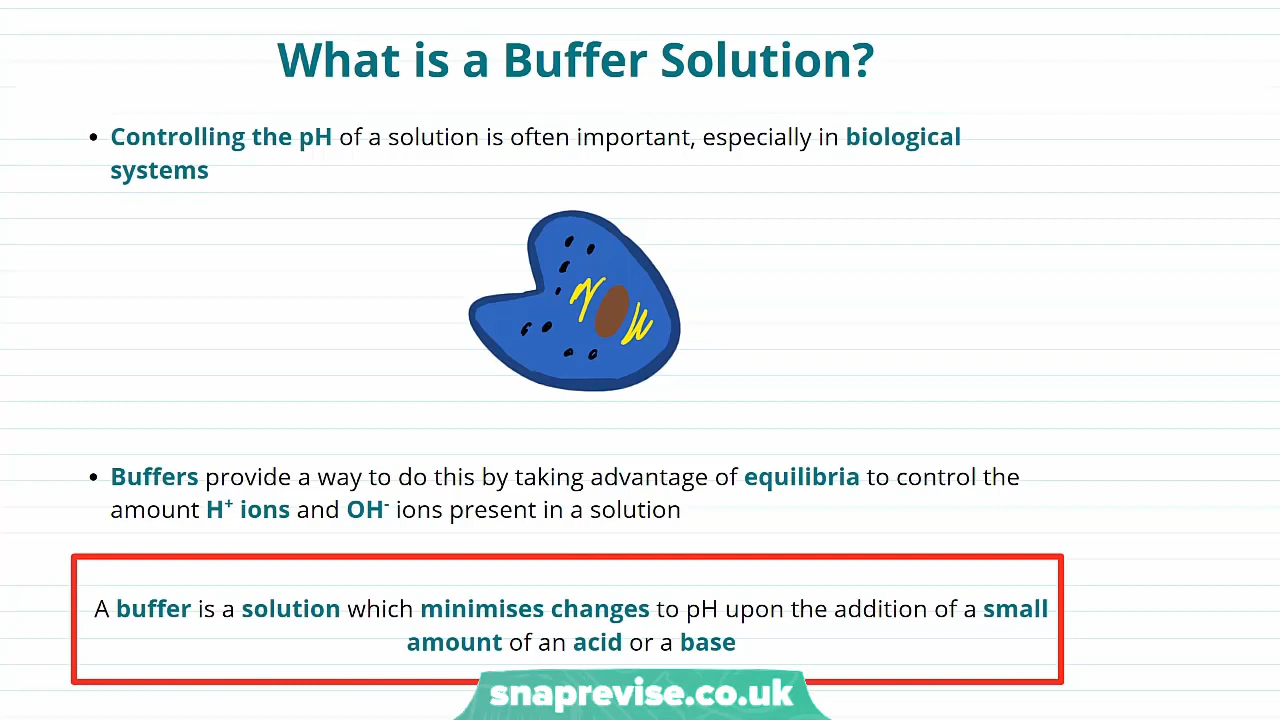 What is a Buffer Solution?
• Controlling the pH of a solution is often important, especially in biological
systems
• Buffers provide a way to do this by taking advantage of equilibria to control the
amount H⁺ ions and OH⁻ ions present in a solution
A buffer is a solution which minimises changes to pH upon the addition of a small
amount of an acid or a base
snaprevise.co.uk